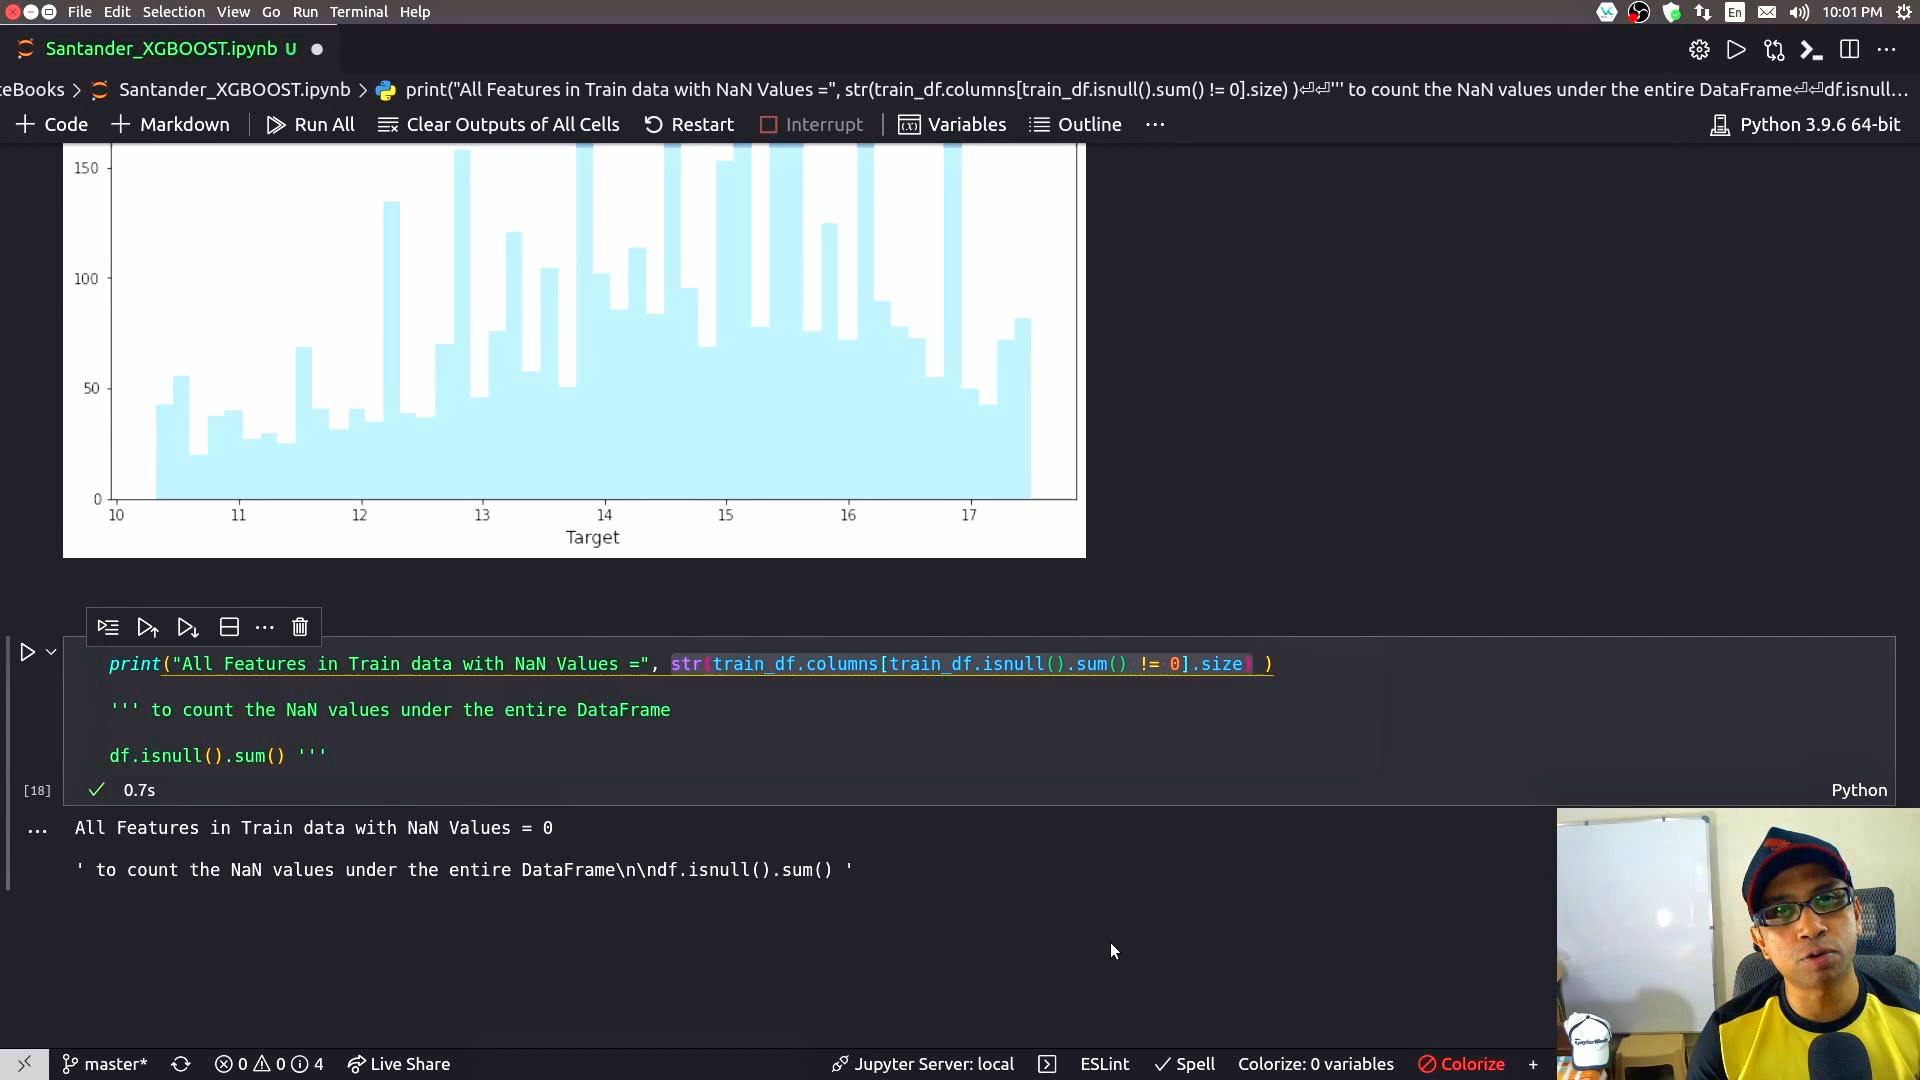 File Edit Selection View Go Run Terminal Help
En 10:01 PM
Santander_XGBOOST.ipynb U
teBooks > Santander_XGBOOST.ipynb > print("All Features in Train data with NaN Values =", str(train_df.columns[train_df.isnull().sum() != 0].size) )⏎⏎''' to count the NaN values under the entire DataFrame⏎⏎df.isnull...
+ Code + Markdown Run All Clear Outputs of All Cells Restart Interrupt Variables Outline ... Python 3.9.6 64-bit
150
100
50
0
10 11 12 13 14 15 16 17
Target
print("All Features in Train data with NaN Values =", str(train_df.columns[train_df.isnull().sum() != 0].size) )
''' to count the NaN values under the entire DataFrame
df.isnull().sum() '''
[18] 0.7s Python
All Features in Train data with NaN Values = 0
' to count the NaN values under the entire DataFrame\n\ndf.isnull().sum() '
master* 0 0 4 Live Share Jupyter Server: local ESLint Spell Colorize: 0 variables Colorize +